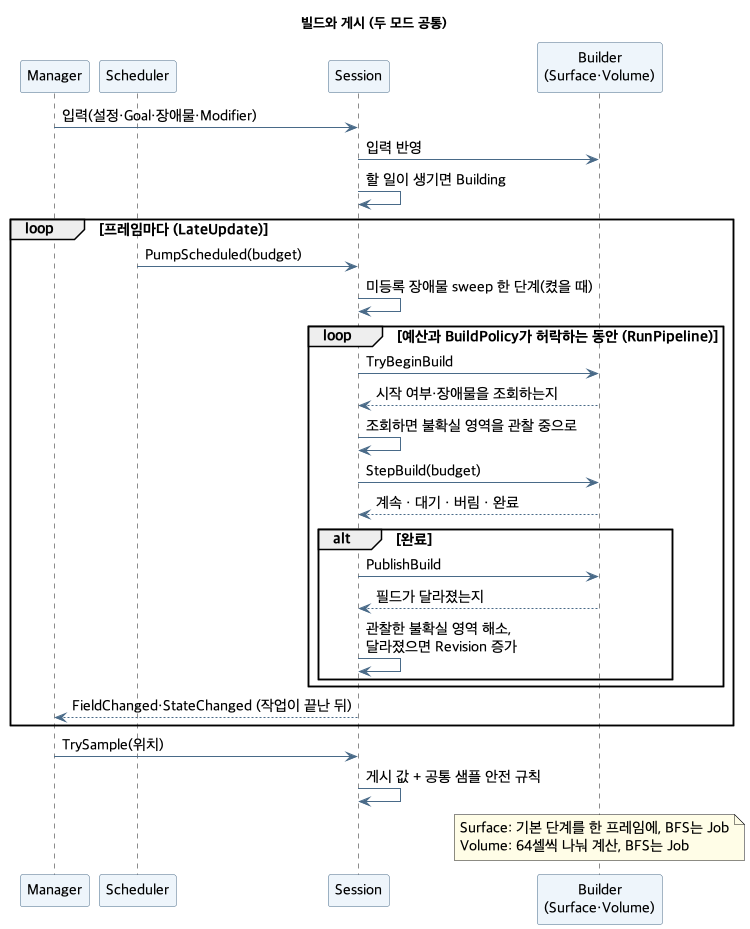 빌드와 게시 (두 모드 공통)
Manager
Scheduler
Session
Builder
(Surface·Volume)
입력(설정·Goal·장애물·Modifier)
입력 반영
할 일이 생기면 Building
loop
[프레임마다 (LateUpdate)]
PumpScheduled(budget)
미등록 장애물 sweep 한 단계(켰을 때)
loop
[예산과 BuildPolicy가 허락하는 동안 (RunPipeline)]
TryBeginBuild
시작 여부·장애물을 조회하는지
조회하면 불확실 영역을 관찰 중으로
StepBuild(budget)
계속 · 대기 · 버림 · 완료
alt
[완료]
PublishBuild
필드가 달라졌는지
관찰한 불확실 영역 해소,
달라졌으면 Revision 증가
FieldChanged·StateChanged (작업이 끝난 뒤)
TrySample(위치)
게시 값 + 공통 샘플 안전 규칙
Surface: 기본 단계를 한 프레임에, BFS는 Job
Volume: 64셀씩 나눠 계산, BFS는 Job
Manager
Scheduler
Session
Builder
(Surface·Volume)